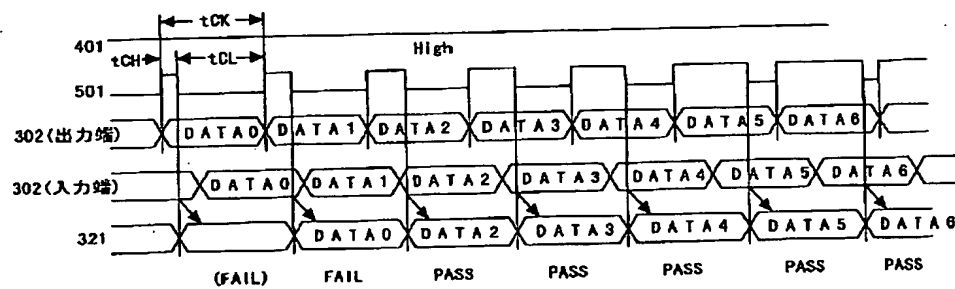 tCK
401
High
tCH
tCL
501
302(出力端) DATA0 DATA1 DATA2 DATA3 DATA4 DATA5 DATA6
302(入力端) DATA0 DATA1 DATA2 DATA3 DATA4 DATA5 DATA6
321 DATA0 DATA2 DATA3 DATA4 DATA5 DATA6
(FAIL) FAIL PASS PASS PASS PASS PASS